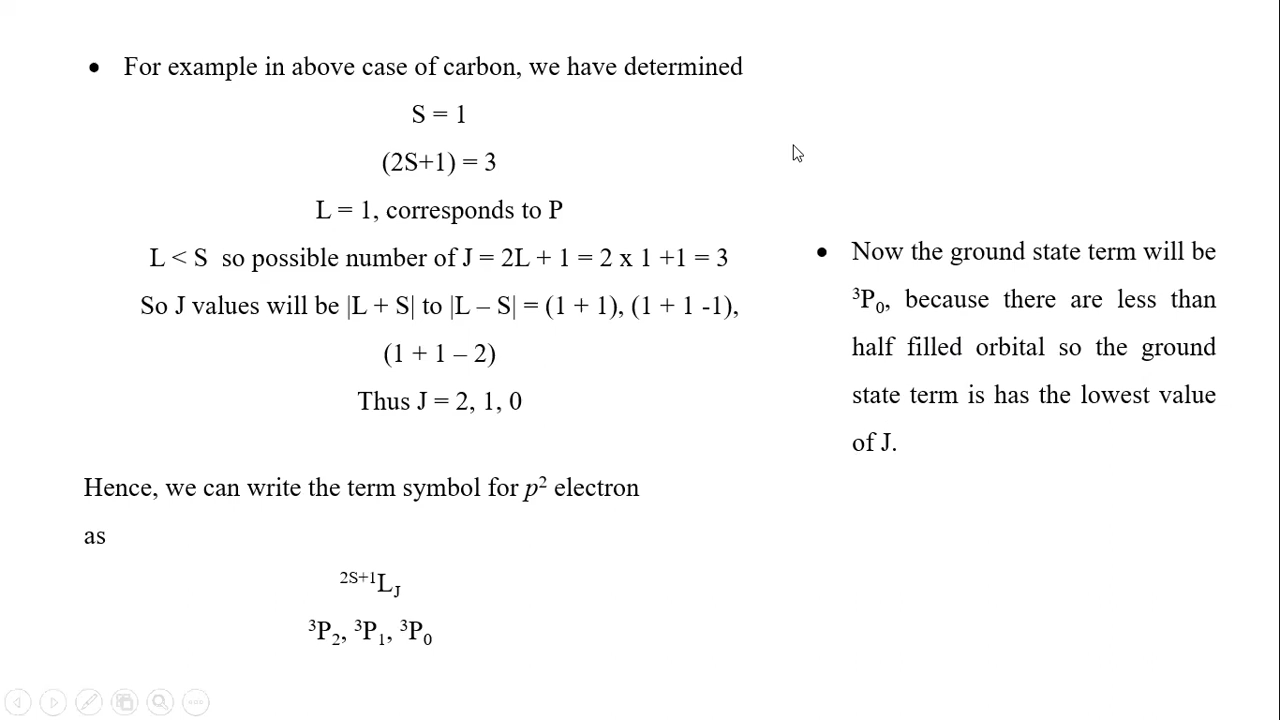 • For example in above case of carbon, we have determined
S = 1
(2S+1) = 3
L = 1, corresponds to P
L < S so possible number of J = 2L + 1 = 2 x 1 +1 = 3
So J values will be |L + S| to |L – S| = (1 + 1), (1 + 1 -1),
(1 + 1 – 2)
Thus J = 2, 1, 0
Hence, we can write the term symbol for p² electron
as
²ˢ⁺¹L_J
³P₂, ³P₁, ³P₀
• Now the ground state term will be
³P₀, because there are less than
half filled orbital so the ground
state term is has the lowest value
of J.